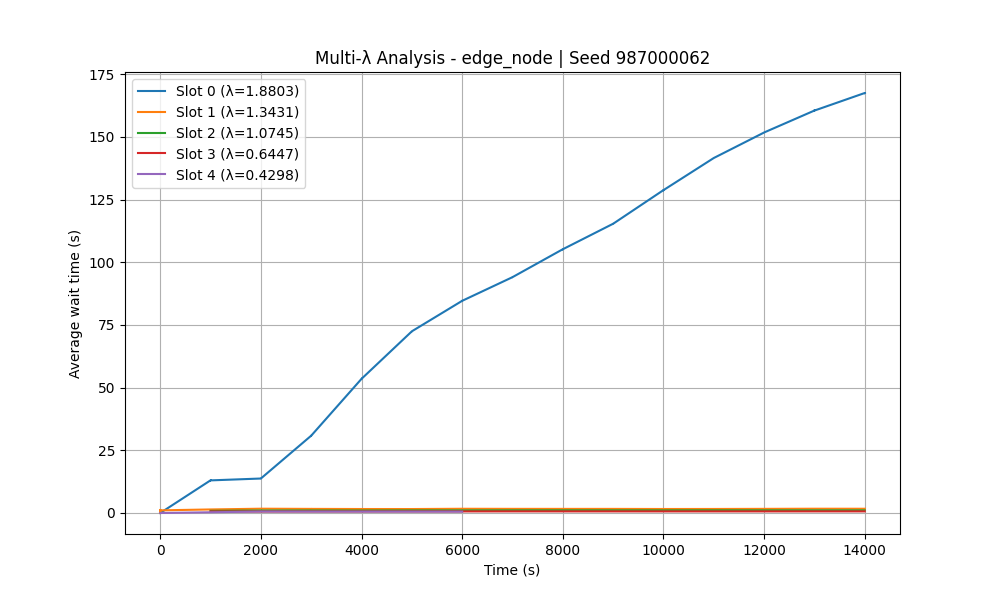 Multi-λ Analysis - edge_node | Seed 987000062
Slot 0 (λ=1.8803)
Slot 1 (λ=1.3431)
Slot 2 (λ=1.0745)
Slot 3 (λ=0.6447)
Slot 4 (λ=0.4298)
Average wait time (s)
175
150
125
100
75
50
25
0
0 2000 4000 6000 8000 10000 12000 14000
Time (s)